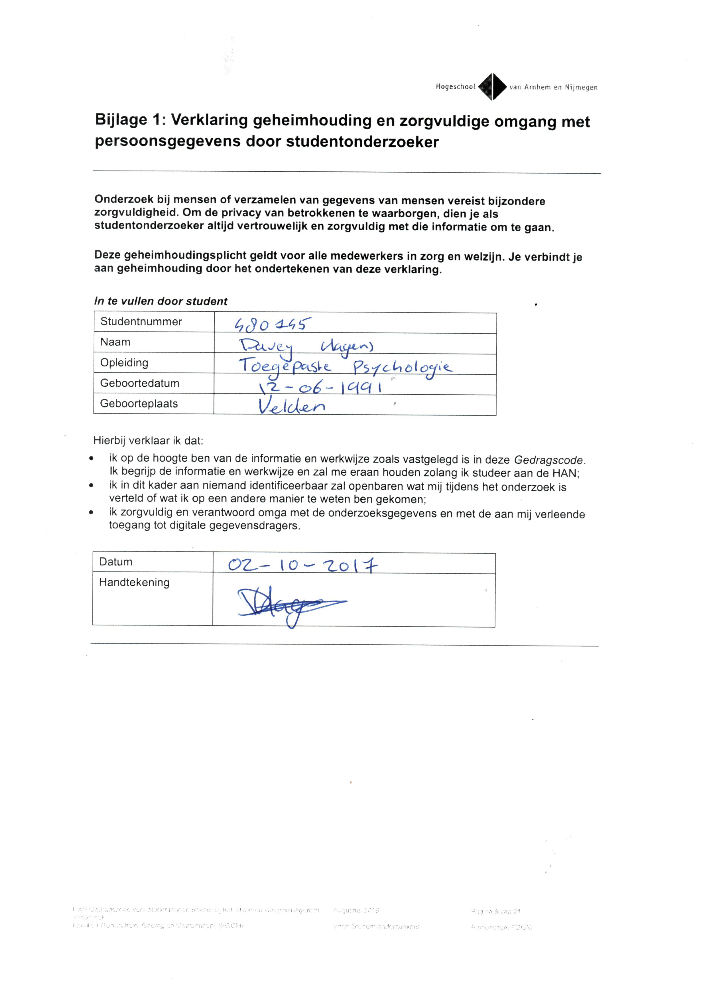 Hogeschool van Arnhem en Nijmegen
Bijlage 1: Verklaring geheimhouding en zorgvuldige omgang met
persoonsgegevens door studentonderzoeker
Onderzoek bij mensen of verzamelen van gegevens van mensen vereist bijzondere
zorgvuldigheid. Om de privacy van betrokkenen te waarborgen, dien je als
studentonderzoeker altijd vertrouwelijk en zorgvuldig met die informatie om te gaan.
Deze geheimhoudingsplicht geldt voor alle medewerkers in zorg en welzijn. Je verbindt je
aan geheimhouding door het ondertekenen van deze verklaring.
In te vullen door student
Studentnummer 480145
Naam Davey
Opleiding Toegepaste Psychologie
Geboortedatum 12-06-1991
Geboorteplaats Velden
Hierbij verklaar ik dat:
• ik op de hoogte ben van de informatie en werkwijze zoals vastgelegd is in deze Gedragscode.
Ik begrijp de informatie en werkwijze en zal me eraan houden zolang ik studeer aan de HAN;
• ik in dit kader aan niemand identificeerbaar zal openbaren wat mij tijdens het onderzoek is
verteld of wat ik op een andere manier te weten ben gekomen;
• ik zorgvuldig en verantwoord omga met de onderzoeksgegevens en met de aan mij verleende
toegang tot digitale gegevensdragers.
Datum 02-10-2017
Handtekening
HAN Gedragscode voor studentonderzoekers bij het uitvoeren van praktijkgericht Augustus Pagina 6 van 21
onderzoek
Faculteit Gezondheid, Gedrag en Maatschappij (FGGM) Voor: Student-onderzoekers Authorisatie: FGGM